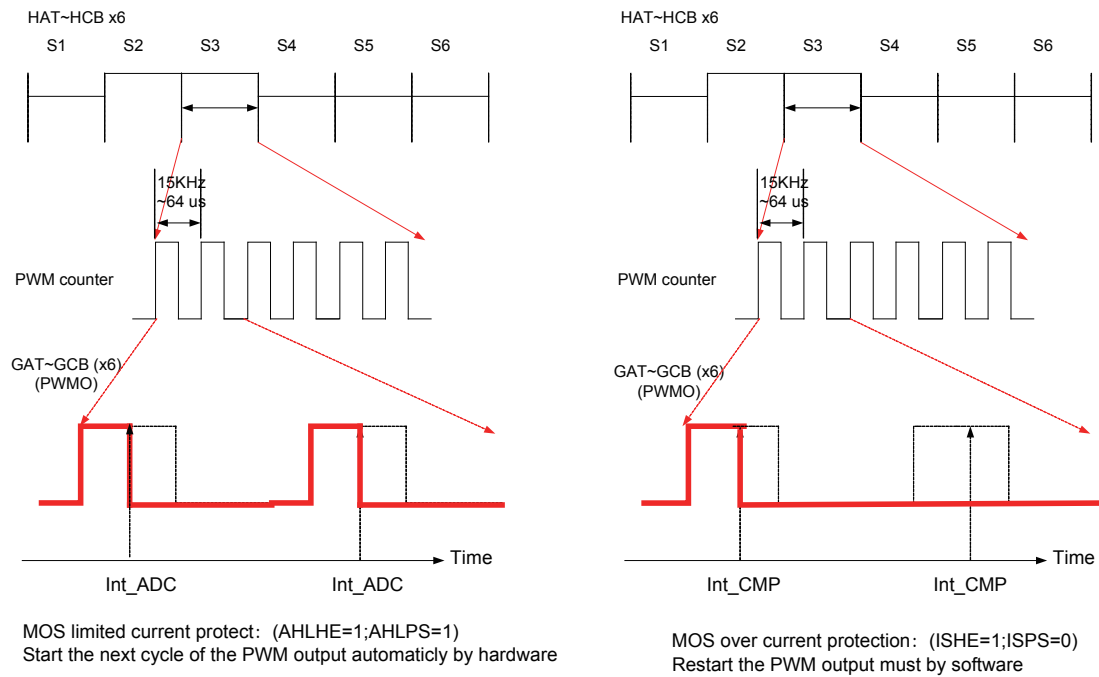 HAT~HCB x6
S1 S2 S3 S4 S5 S6
15KHz
~64 us
PWM counter
GAT~GCB (x6)
(PWMO)
Time
Int_ADC Int_ADC
MOS limited current protect: (AHLHE=1;AHLPS=1)
Start the next cycle of the PWM output automaticly by hardware
HAT~HCB x6
S1 S2 S3 S4 S5 S6
15KHz
~64 us
PWM counter
GAT~GCB (x6)
(PWMO)
Time
Int_CMP Int_CMP
MOS over current protection: (ISHE=1;ISPS=0)
Restart the PWM output must by software